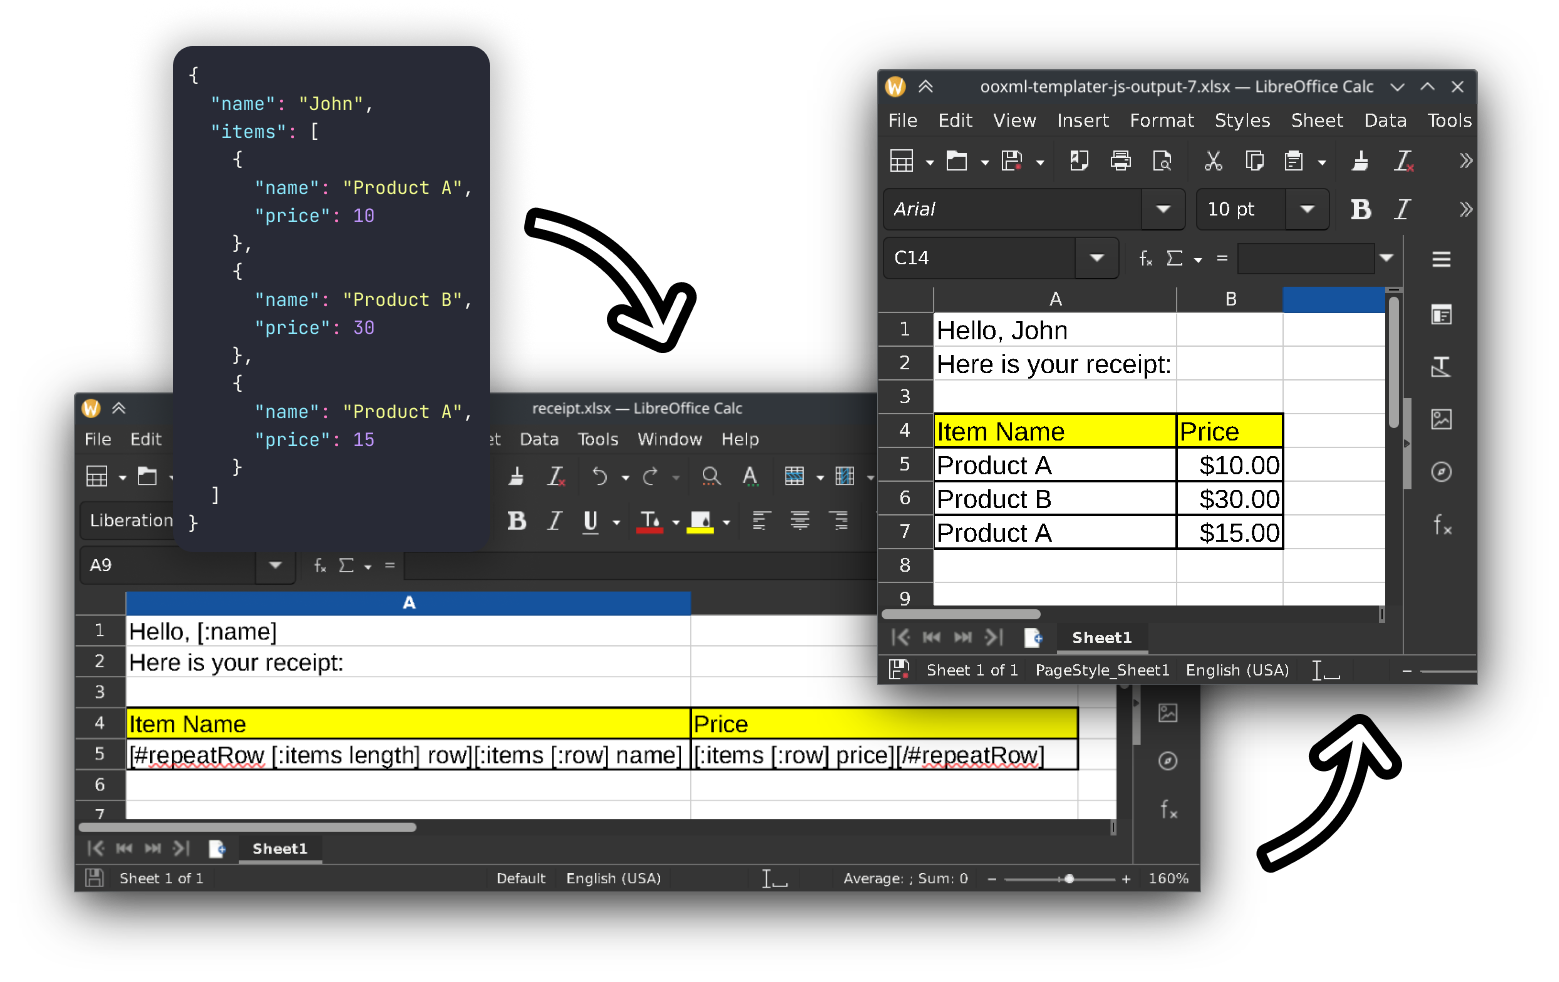 {
"name": "John",
"items": [
{
"name": "Product A",
"price": 10
},
{
"name": "Product B",
"price": 30
},
{
"name": "Product A",
"price": 15
}
]
}
receipt.xlsx — LibreOffice Calc
File Edit et Data Tools Window Help
Liberation
A9
A
1 Hello, [:name]
2 Here is your receipt:
3
4 Item Name Price
5 [#repeatRow [:items length] row][:items [:row] name] [:items [:row] price][/#repeatRow]
6
7
Sheet1
Sheet 1 of 1 Default English (USA) Average: ; Sum: 0 − + 160%
ooxml-templater-js-output-7.xlsx — LibreOffice Calc
File Edit View Insert Format Styles Sheet Data Tools
Arial 10 pt B I
C14 fx Σ =
A B
1 Hello, John
2 Here is your receipt:
3
4 Item Name Price
5 Product A $10.00
6 Product B $30.00
7 Product A $15.00
8
9
Sheet1
Sheet 1 of 1 PageStyle_Sheet1 English (USA)